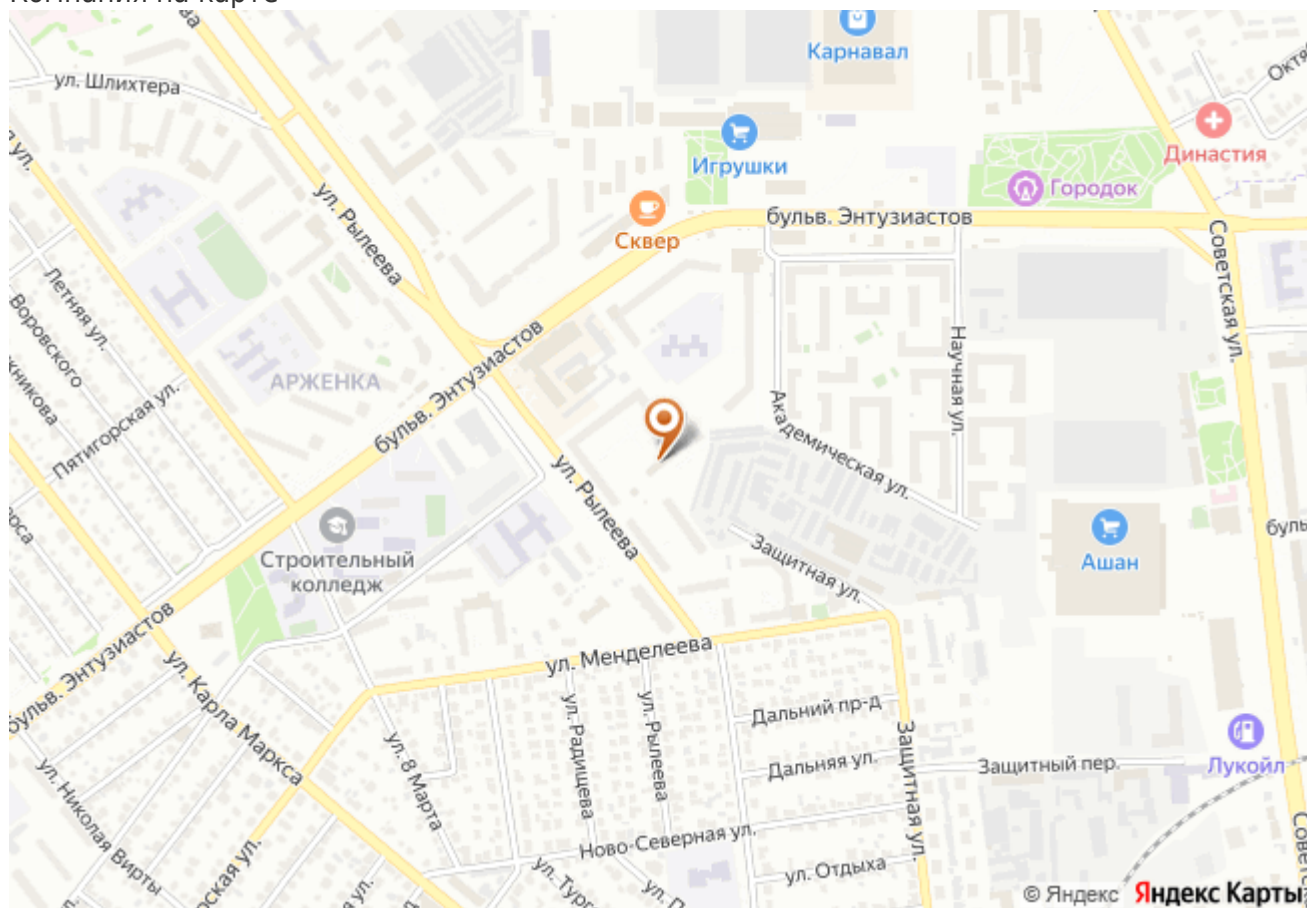 Компания на карте
Карнавал
ул. Шлихтера
Династия
Игрушки
Городок
ул. Рылеева
бульв. Энтузиастов
Сквер
Советская ул.
Летняя ул.
Воровского
бульв. Энтузиастов
Научная ул.
АРЖЕНКА
Пятигорская ул.
Академическая ул.
ул. Рылеева
Строительный
колледж
Защитная ул.
Ашан
бульв. Энтузиастов
ул. Менделеева
ул. Карла Маркса
ул. Радищева
ул. Рылеева
Дальний пр-д
Защитная ул.
ул. 8 Марта
Дальняя ул.
Защитный пер.
Лукойл
ул. Николая Вирты
Ново-Северная ул.
ул. Отдыха
© Яндекс Яндекс Карты